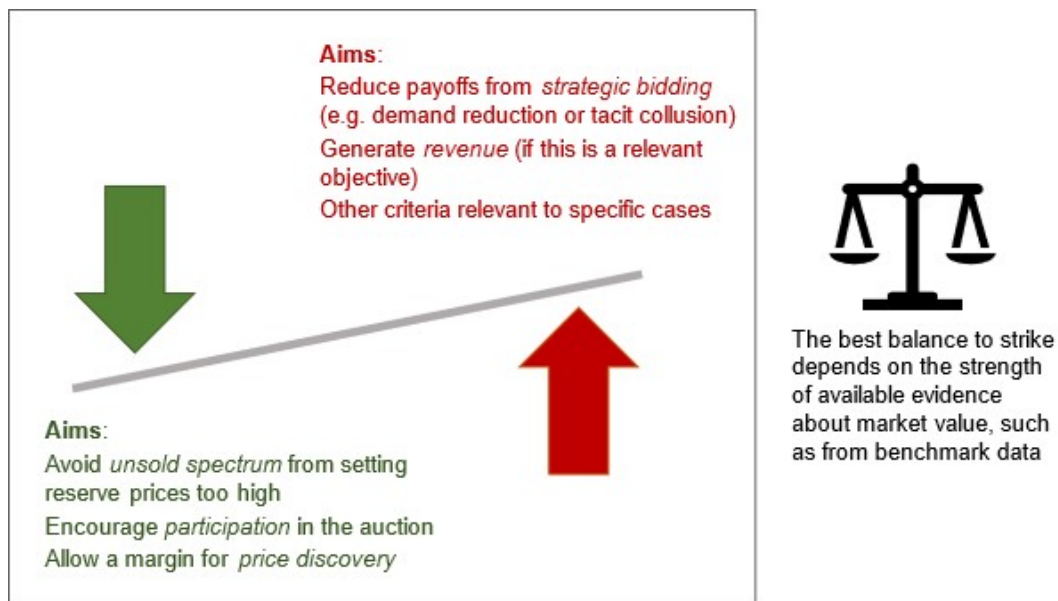 Aims:
Reduce payoffs from strategic bidding
(e.g. demand reduction or tacit collusion)
Generate revenue (if this is a relevant
objective)
Other criteria relevant to specific cases
The best balance to strike
depends on the strength
of available evidence
about market value, such
as from benchmark data
Aims:
Avoid unsold spectrum from setting
reserve prices too high
Encourage participation in the auction
Allow a margin for price discovery